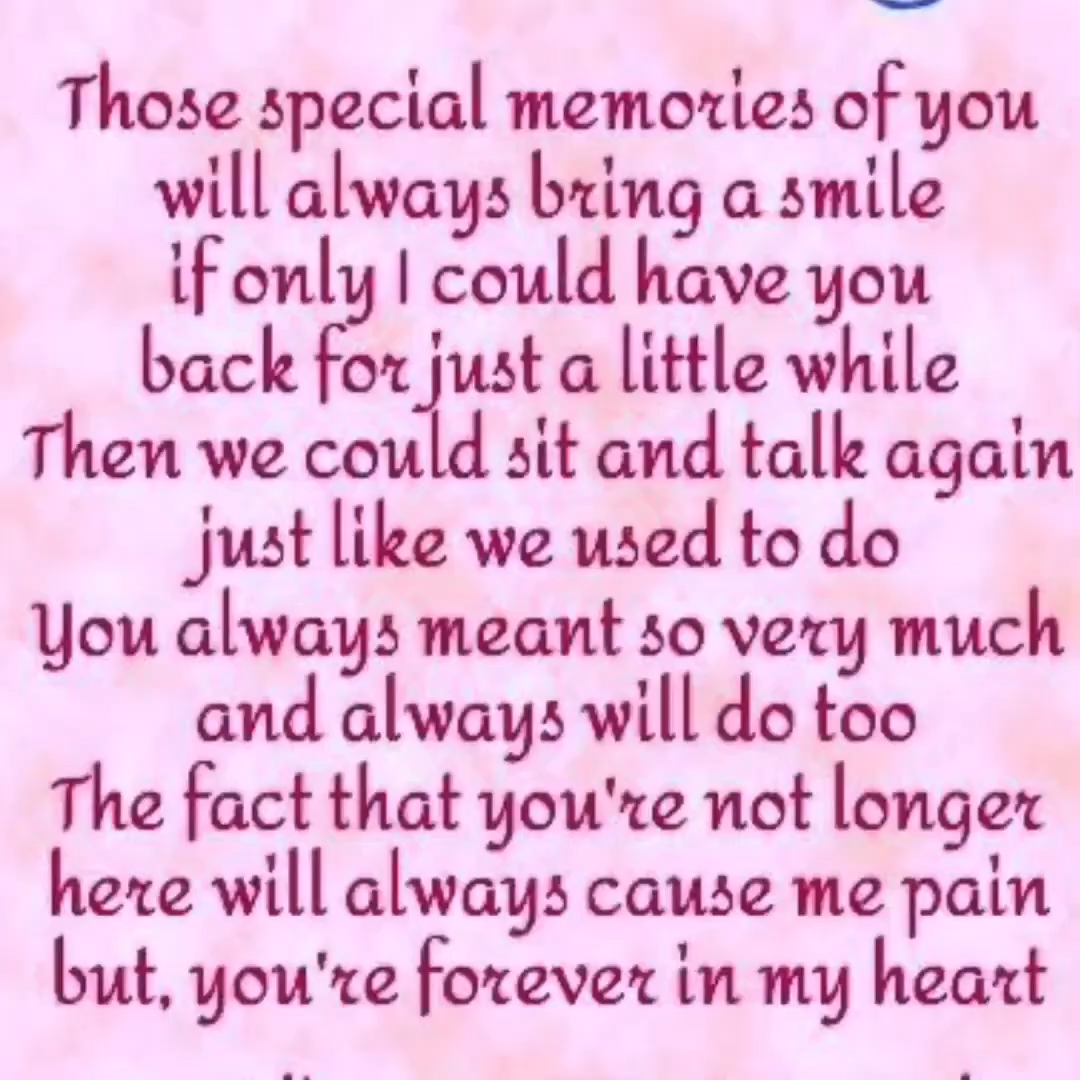 Those special memories of you
will always bring a smile
if only I could have you
back for just a little while
Then we could sit and talk again
just like we used to do
You always meant so very much
and always will do too
The fact that you're not longer
here will always cause me pain
but, you're forever in my heart